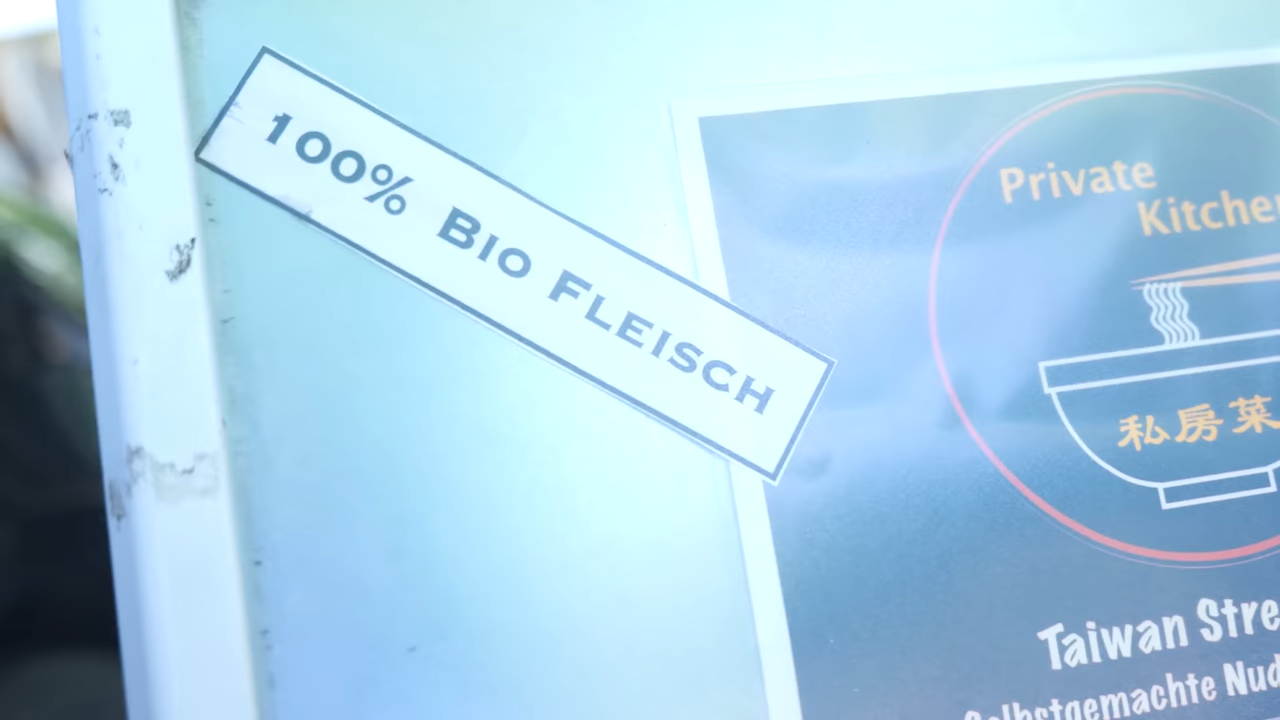 100% BIO FLEISCH
Private
Kitchen
私房菜
Taiwan Stre
Selbstgemachte Nud